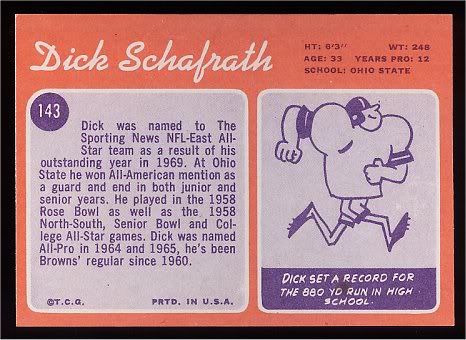 Dick Schafrath
HT: 6'3" WT: 248
AGE: 33 YEARS PRO: 12
SCHOOL: OHIO STATE
143
Dick was named to The
Sporting News NFL-East All-
Star team as a result of his
outstanding year in 1969. At Ohio
State he won All-American mention as
a guard and end in both junior and
senior years. He played in the 1958
Rose Bowl as well as the 1958
North-South, Senior Bowl and Col-
lege All-Star games. Dick was named
All-Pro in 1964 and 1965, he's been
Browns' regular since 1960.
©T.C.G. PRTD. IN U.S.A.
DICK SET A RECORD FOR
THE 880 YD RUN IN HIGH
SCHOOL.